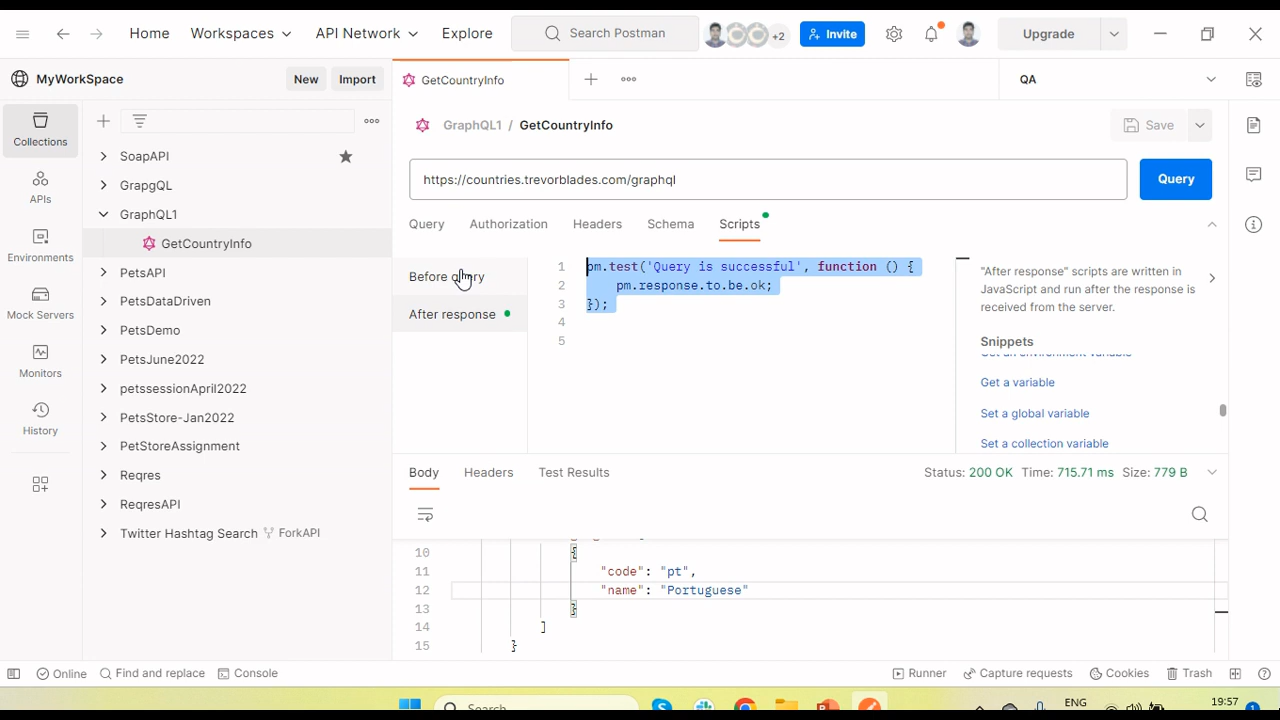 Home Workspaces API Network Explore Search Postman +2 Invite Upgrade
MyWorkSpace New Import GetCountryInfo QA
GraphQL1 / GetCountryInfo Save
https://countries.trevorblades.com/graphql Query
Query Authorization Headers Schema Scripts
Collections
APIs
Environments
Mock Servers
Monitors
History
SoapAPI
GrapgQL
GraphQL1
GetCountryInfo
PetsAPI
PetsDataDriven
PetsDemo
PetsJune2022
petssessionApril2022
PetsStore-Jan2022
PetStoreAssignment
Reqres
ReqresAPI
Twitter Hashtag Search ForkAPI
Before query
After response
1 pm.test('Query is successful', function () {
2 pm.response.to.be.ok;
3 });
4
5
"After response" scripts are written in
JavaScript and run after the response is
received from the server.
Snippets
Set an environment variable
Get a variable
Set a global variable
Set a collection variable
Body Headers Test Results Status: 200 OK Time: 715.71 ms Size: 779 B
10 {
11 "code": "pt",
12 "name": "Portuguese"
13 }
14 ]
15 }
Online Find and replace Console Runner Capture requests Cookies Trash
Search ENG 19:57